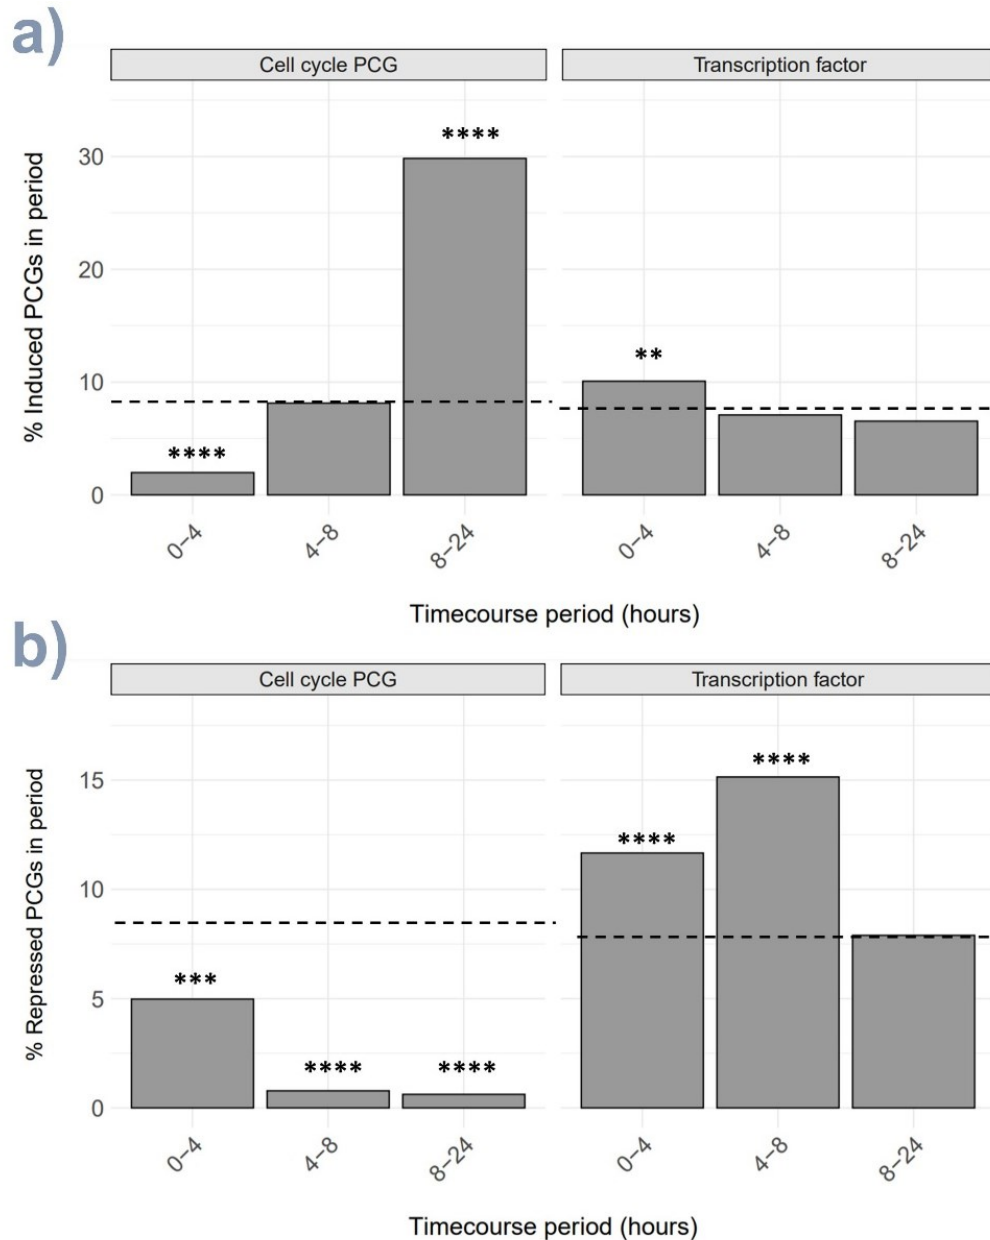 a)
Cell cycle PCG
Transcription factor
% Induced PCGs in period
30
20
10
0
****
****
**
0−4
4−8
8−24
0−4
4−8
8−24
Timecourse period (hours)
b)
Cell cycle PCG
Transcription factor
% Repressed PCGs in period
15
10
5
0
***
****
****
****
****
0−4
4−8
8−24
0−4
4−8
8−24
Timecourse period (hours)